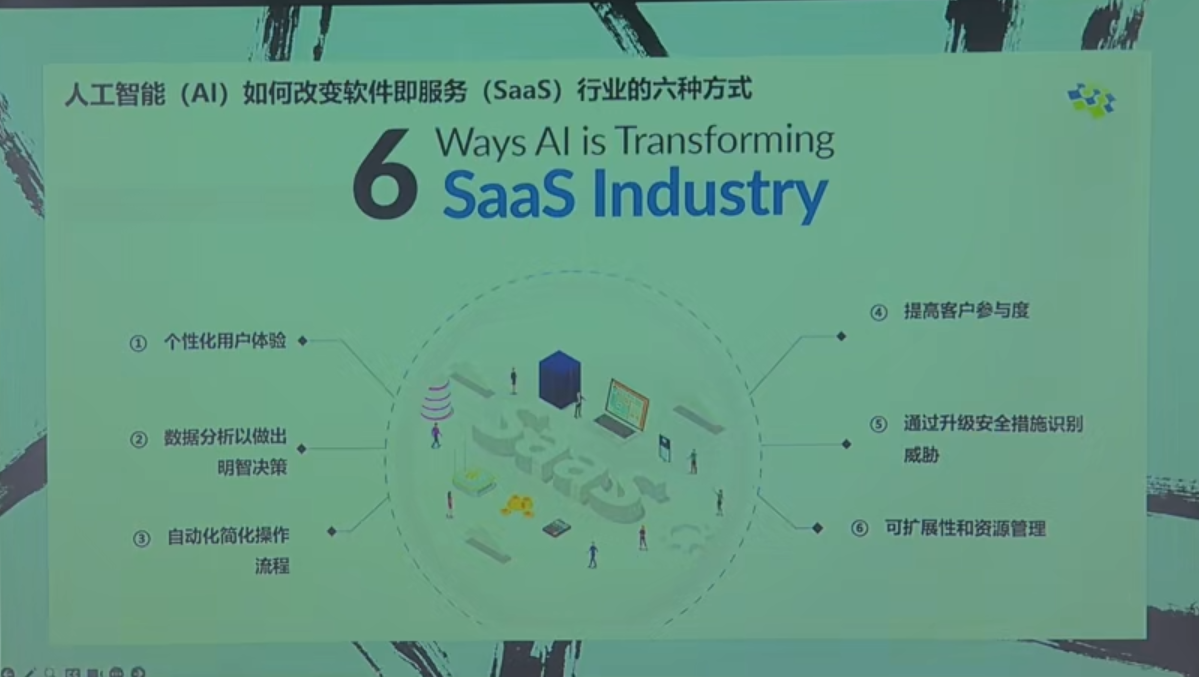 人工智能（AI）如何改变软件即服务（SaaS）行业的六种方式
6 Ways AI is Transforming
SaaS Industry
① 个性化用户体验
② 数据分析以做出
明智决策
③ 自动化简化操作
流程
④ 提高客户参与度
⑤ 通过升级安全措施识别
威胁
⑥ 可扩展性和资源管理
SaaS